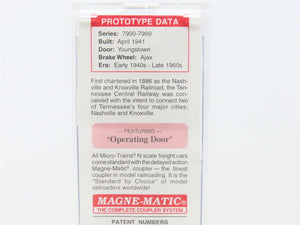 PROTOTYPE DATA
Series: 7900-7999
Built: April 1941
Door: Youngstown
Brake Wheel: Ajax
Era: Early 1940s - Late 1960s
First chartered in 1886 as the Nash-
ville and Knoxville Railroad, the Ten-
nessee Central Railway was con-
ceived with the intent to connect two
of Tennessee's four major cities:
Nashville and Knoxville.
— FEATURING —
'Operating Door'
All Micro-Trains® N scale freight cars
come standard with the delayed action
Magne-Matic® coupler – the finest
coupler in model railroading. It is the
"Standard by Choice" of model
railroaders worldwide!
MAGNE-MATIC®
THE COMPLETE COUPLER SYSTEM
PATENT NUMBERS